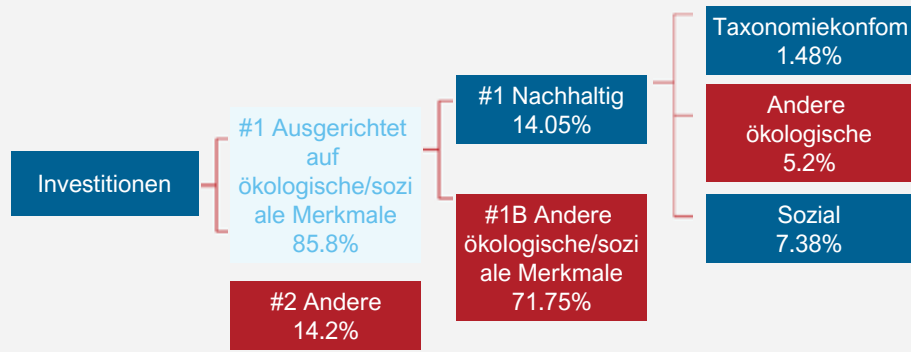 Investitionen
#1 Ausgerichtet
auf
ökologische/sozi
ale Merkmale
85.8%
#2 Andere
14.2%
#1 Nachhaltig
14.05%
#1B Andere
ökologische/sozi
ale Merkmale
71.75%
Taxonomiekonfom
1.48%
Andere
ökologische
5.2%
Sozial
7.38%